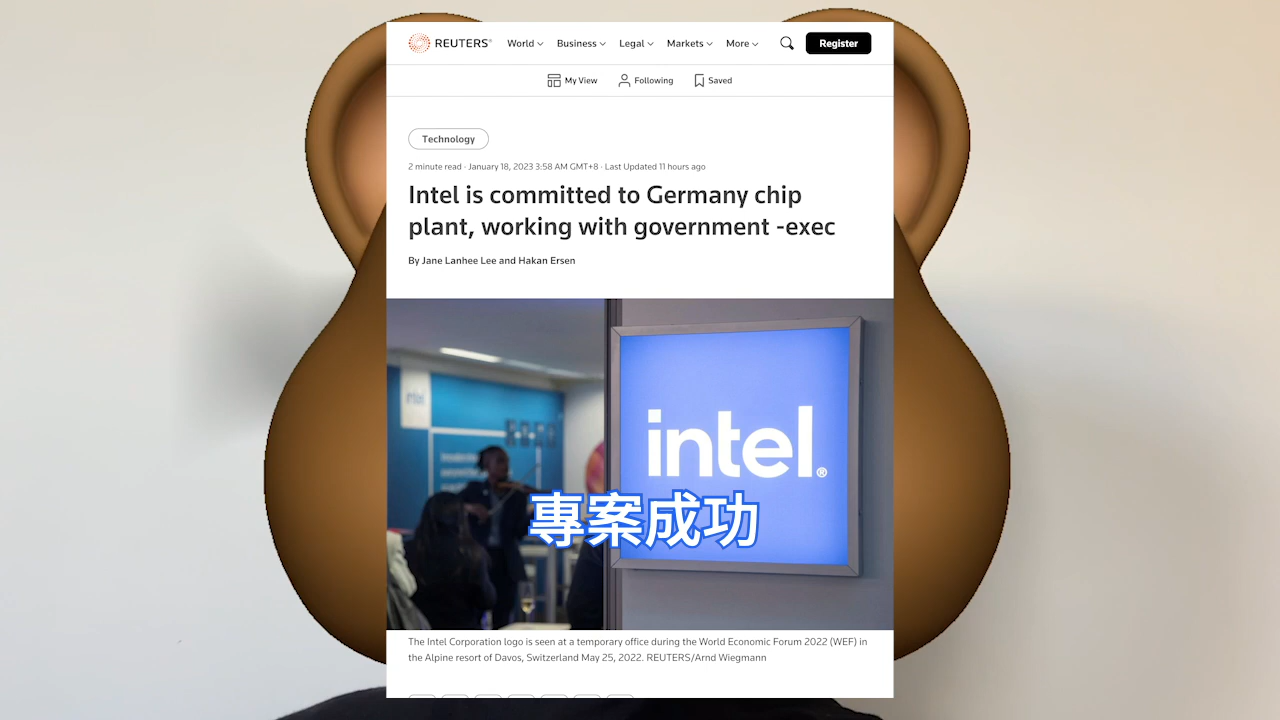 REUTERS®
World
Business
Legal
Markets
More
Register
My View
Following
Saved
Technology
2 minute read · January 18, 2023 3:58 AM GMT+8 · Last Updated 11 hours ago
Intel is committed to Germany chip
plant, working with government -exec
By Jane Lanhee Lee and Hakan Ersen
intel
intel®
專案成功
The Intel Corporation logo is seen at a temporary office during the World Economic Forum 2022 (WEF) in
the Alpine resort of Davos, Switzerland May 25, 2022. REUTERS/Arnd Wiegmann